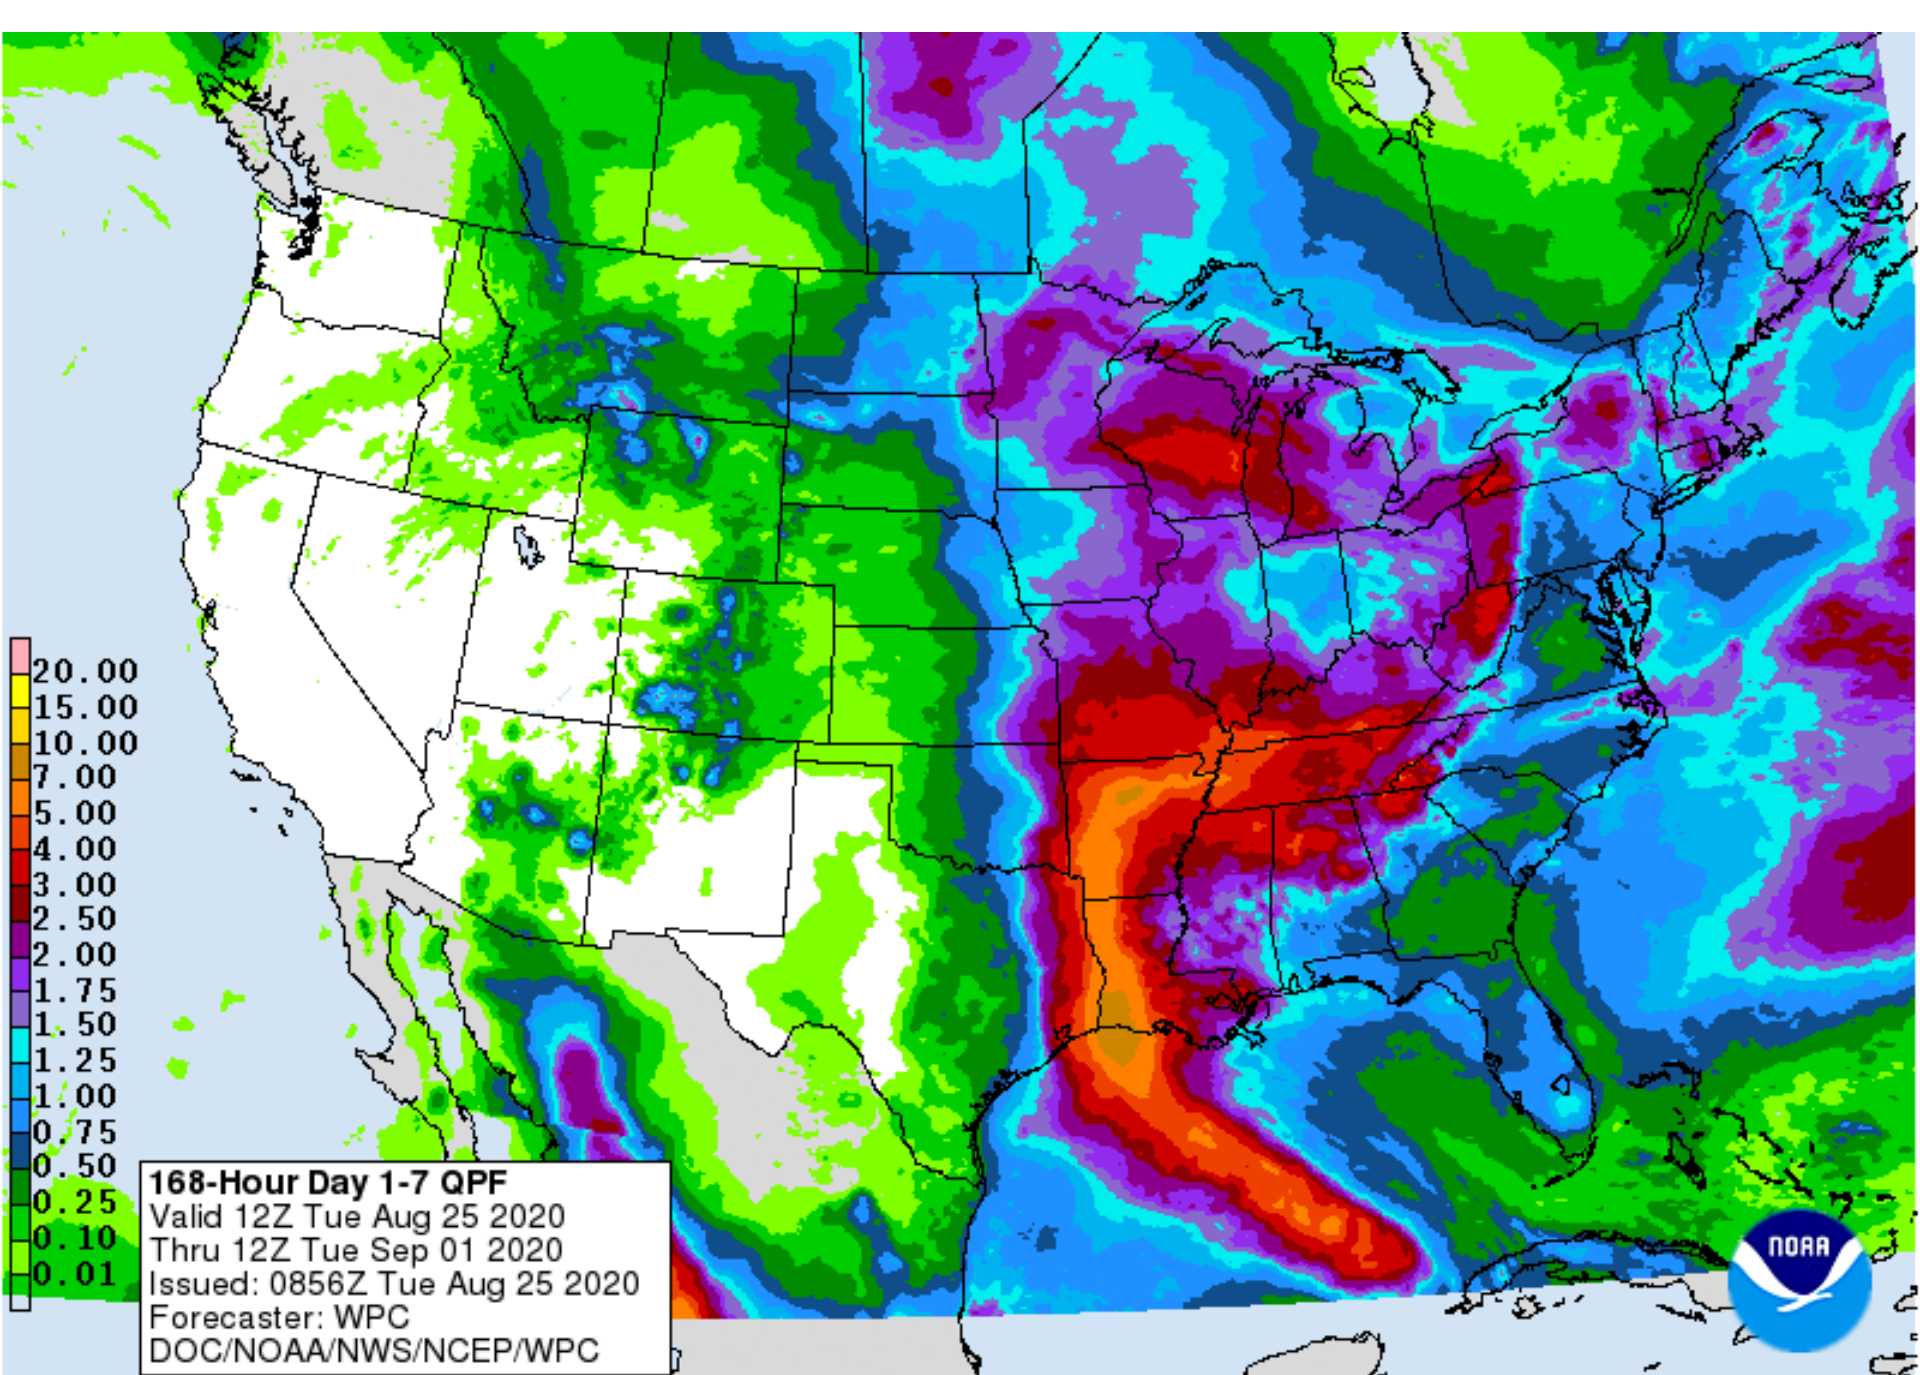 20.00
15.00
10.00
7.00
5.00
4.00
3.00
2.50
2.00
1.75
1.50
1.25
1.00
0.75
0.50
0.25
0.10
0.01
168-Hour Day 1-7 QPF
Valid 12Z Tue Aug 25 2020
Thru 12Z Tue Sep 01 2020
Issued: 0856Z Tue Aug 25 2020
Forecaster: WPC
DOC/NOAA/NWS/NCEP/WPC
NOAA